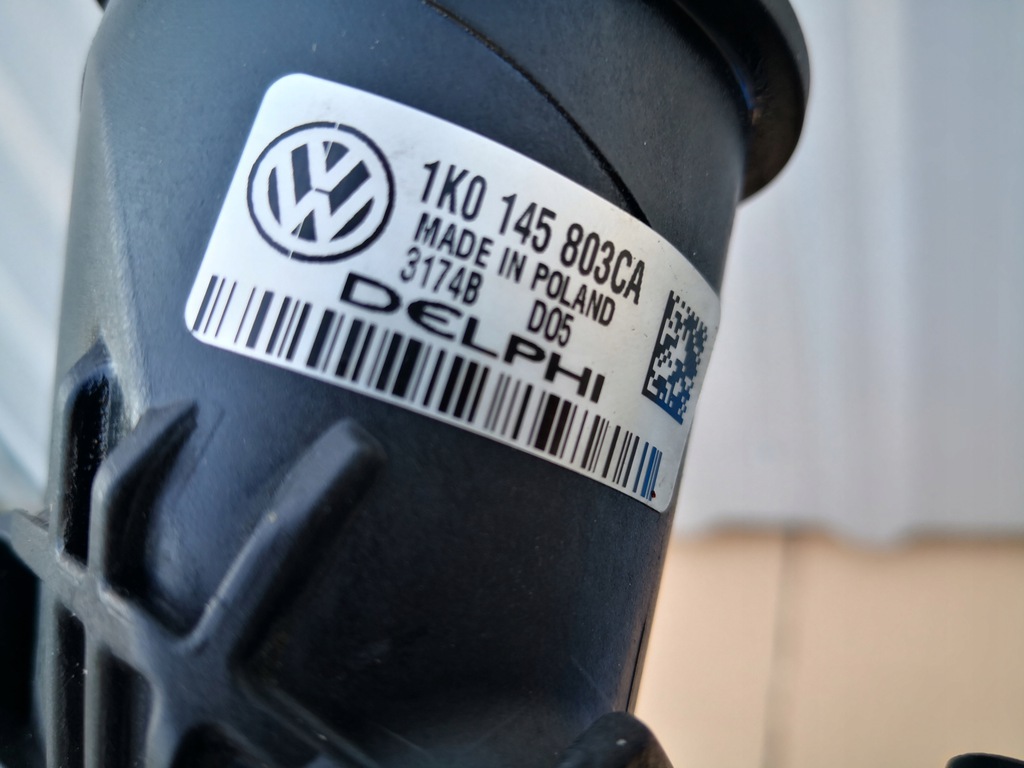 1K0 145 803CA
MADE IN POLAND
3174B D05
DELPHI